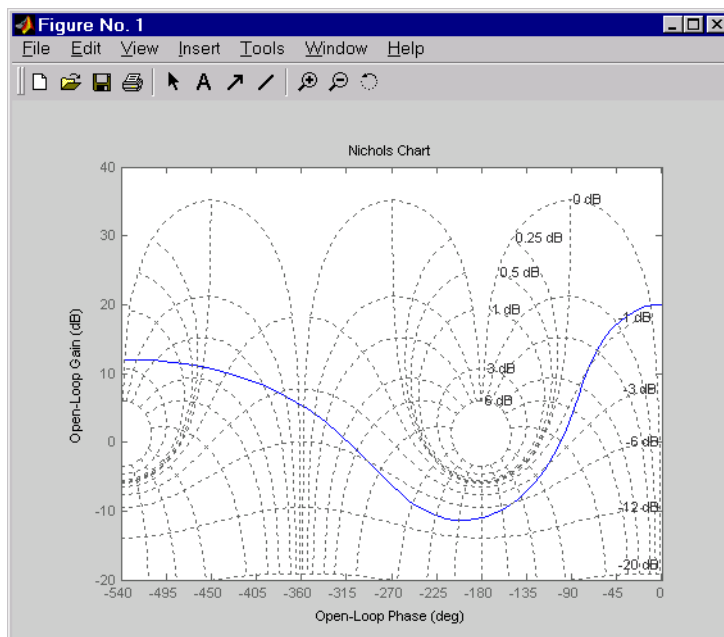 Figure No. 1
File Edit View Insert Tools Window Help
A
Nichols Chart
40
30
20
10
0
-10
-20
0 dB
0.25 dB
0.5 dB
1 dB
-1 dB
3 dB
-3 dB
6 dB
-6 dB
-12 dB
-20 dB
Open-Loop Gain (dB)
-540 -495 -450 -405 -360 -315 -270 -225 -180 -135 -90 -45 0
Open-Loop Phase (deg)